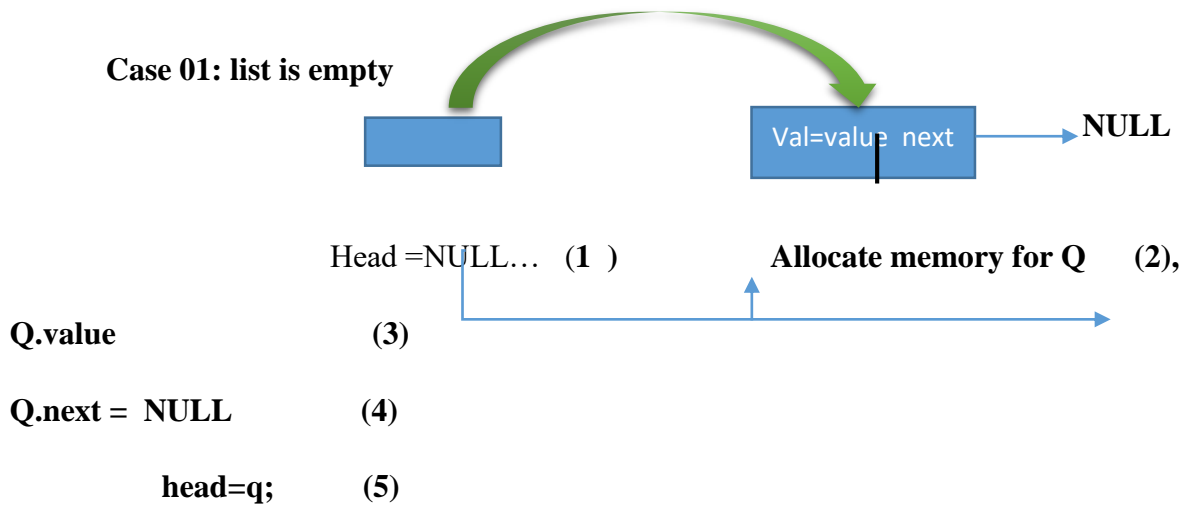 Case 01: list is empty
Val=value next
NULL
Head =NULL… (1 )
Allocate memory for Q (2),
Q.value (3)
Q.next = NULL (4)
head=q; (5)